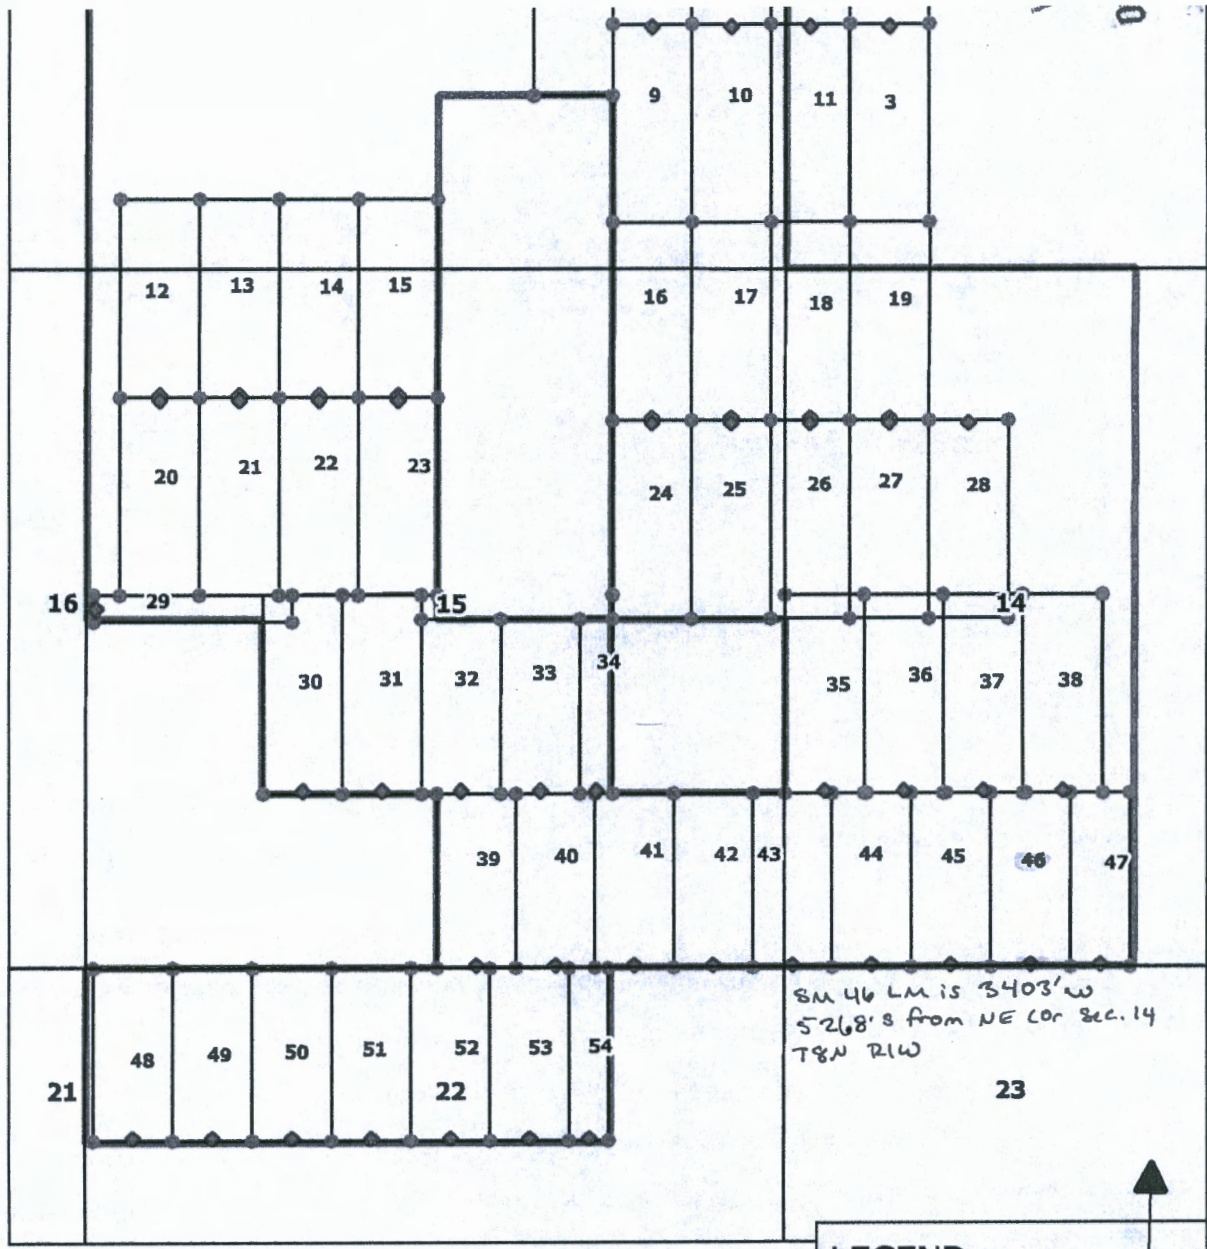 0
9 10 11 3
12 13 14 15 16 17 18 19
20 21 22 23 24 25 26 27 28
16 29 15 14
30 31 32 33 34 35 36 37 38
39 40 41 42 43 44 45 46 47
SM 46 LM is 3403' W
5268' S from NE Cor Sec. 14
T8N R1W
48 49 50 51 52 53 54
21 22 23
LEGEND